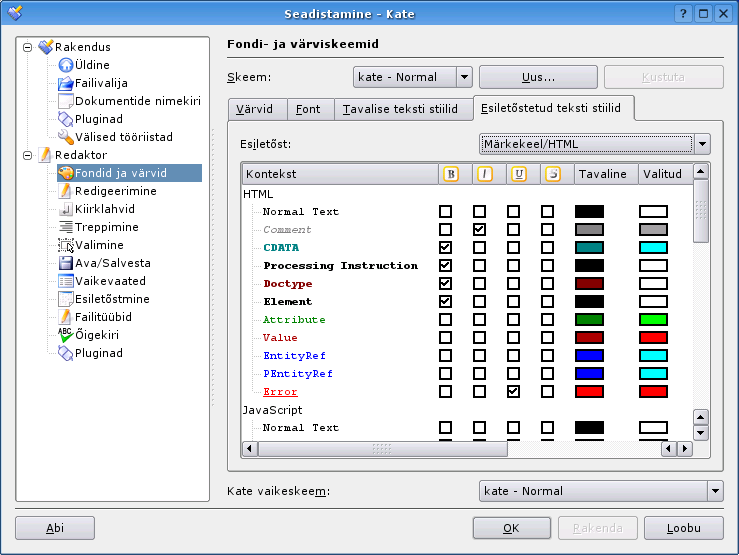 Seadistamine - Kate
Rakendus
Üldine
Failivalija
Dokumentide nimekiri
Pluginad
Välised tööriistad
Redaktor
Fondid ja värvid
Redigeerimine
Kiirklahvid
Treppimine
Valimine
Ava/Salvesta
Vaikevaated
Esiletõstmine
Failitüübid
Õigekiri
Pluginad
Fondi- ja värviskeemid
Skeem: kate - Normal Uus... Kustuta
Värvid Font Tavalise teksti stiilid Esiletõstetud teksti stiilid
Esiletõst: Märkekeel/HTML
Kontekst B I U S Tavaline Valitud
HTML
Normal Text
Comment
CDATA
Processing Instruction
Doctype
Element
Attribute
Value
EntityRef
PEntityRef
Error
JavaScript
Normal Text
Kate vaikeskeem: kate - Normal
Abi OK Rakenda Loobu